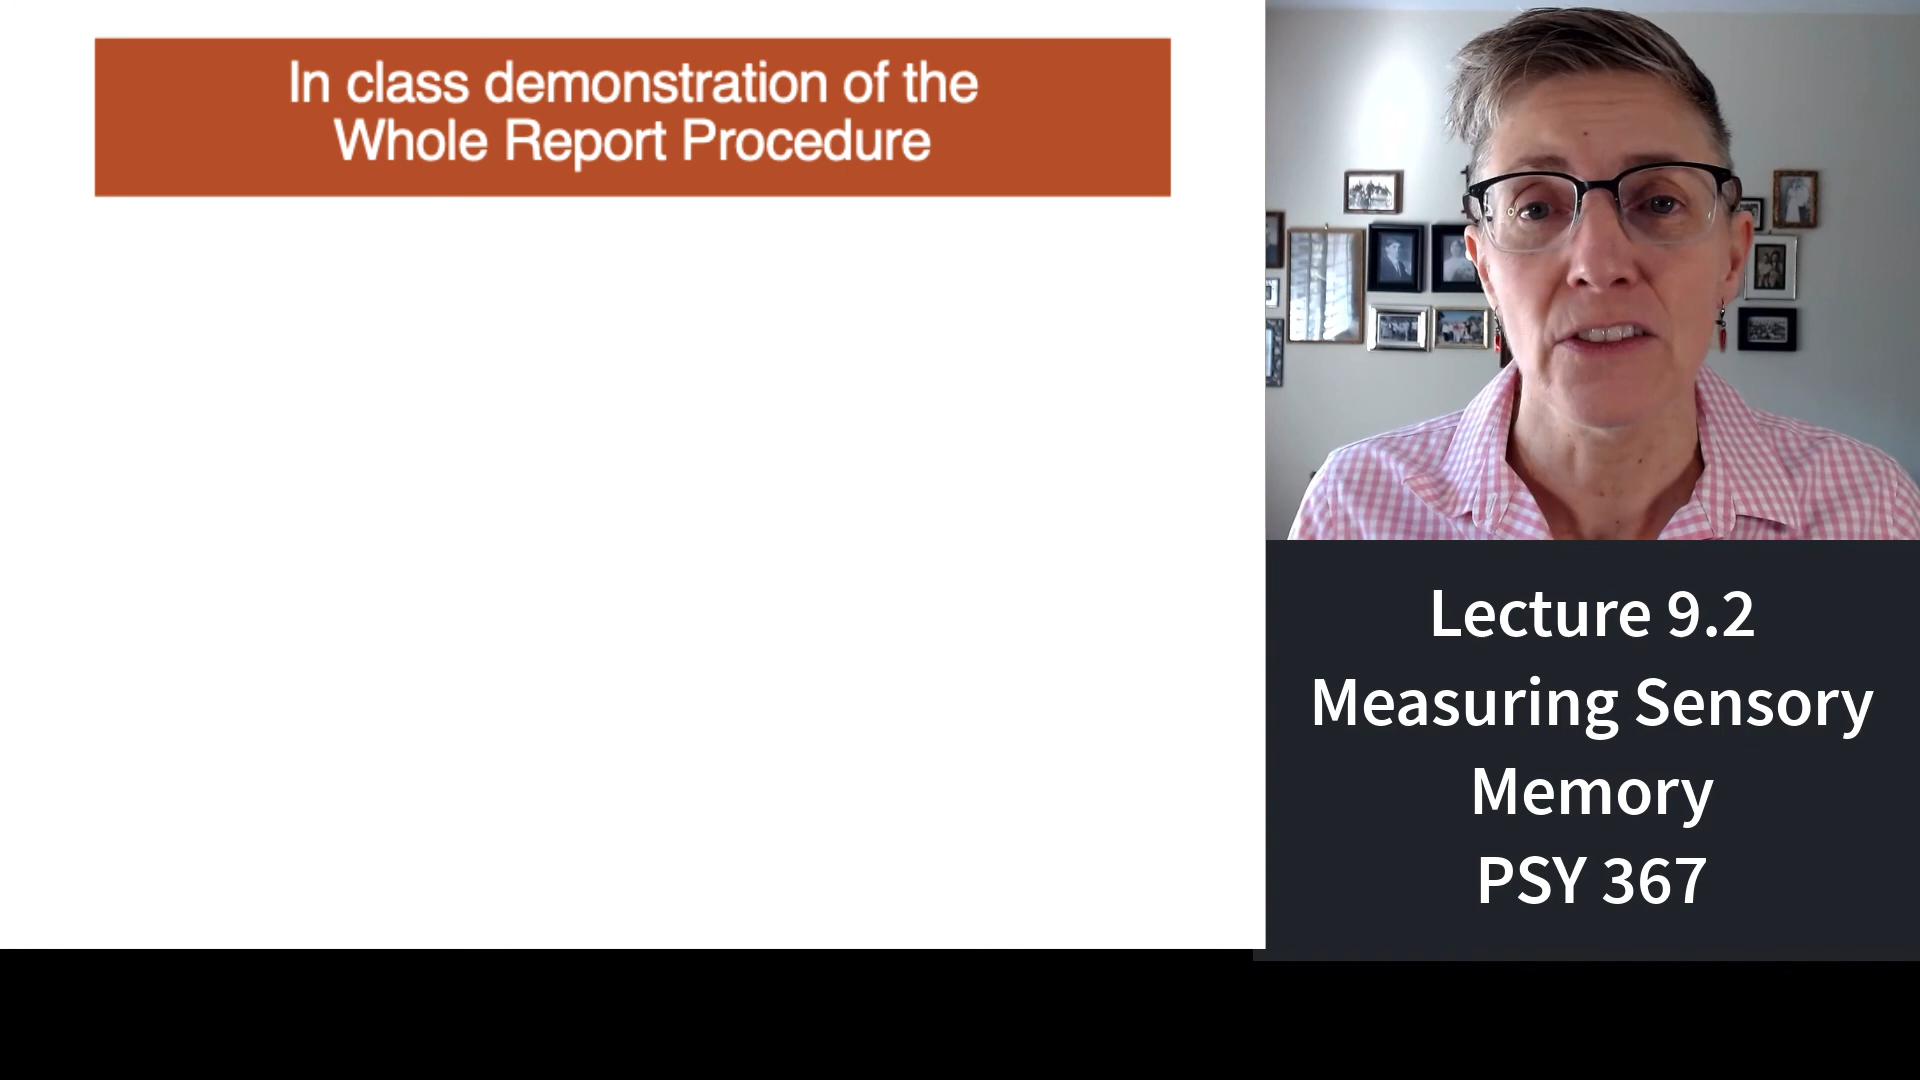 In class demonstration of the
Whole Report Procedure
Lecture 9.2
Measuring Sensory
Memory
PSY 367